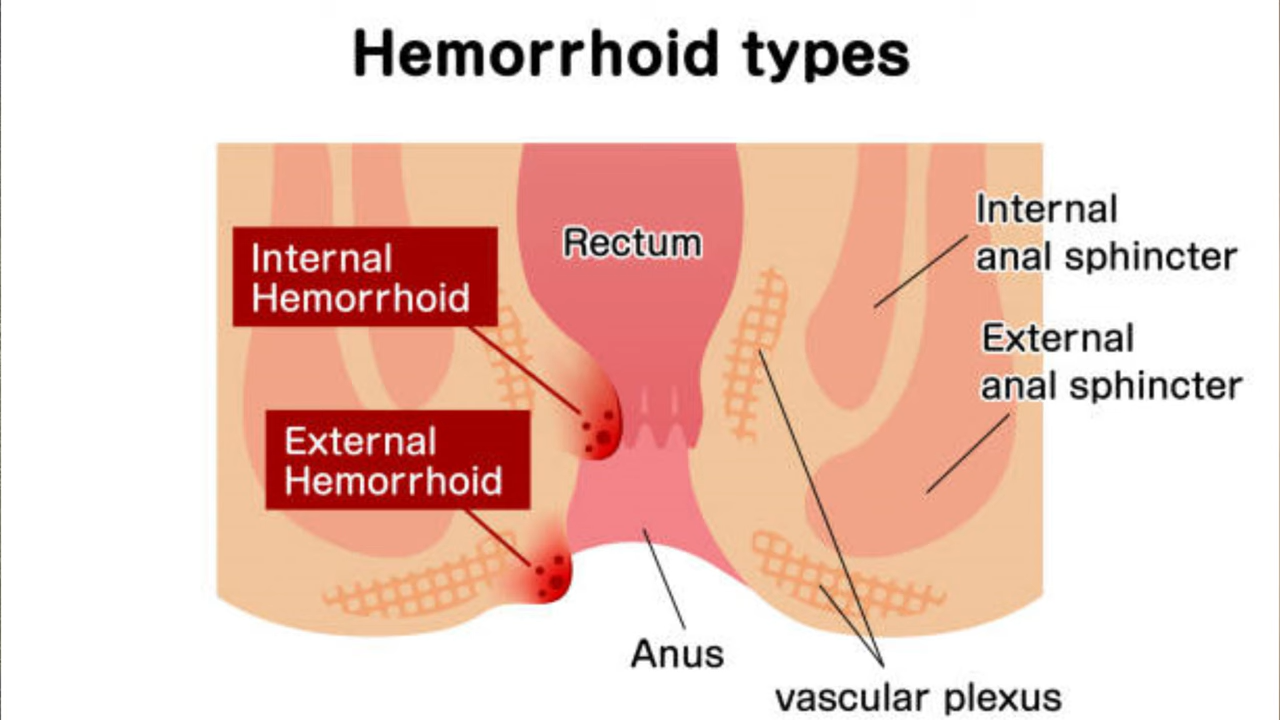 Hemorrhoid types
Internal
Hemorrhoid
Rectum
Internal
anal sphincter
External
anal sphincter
External
Hemorrhoid
Anus
vascular plexus